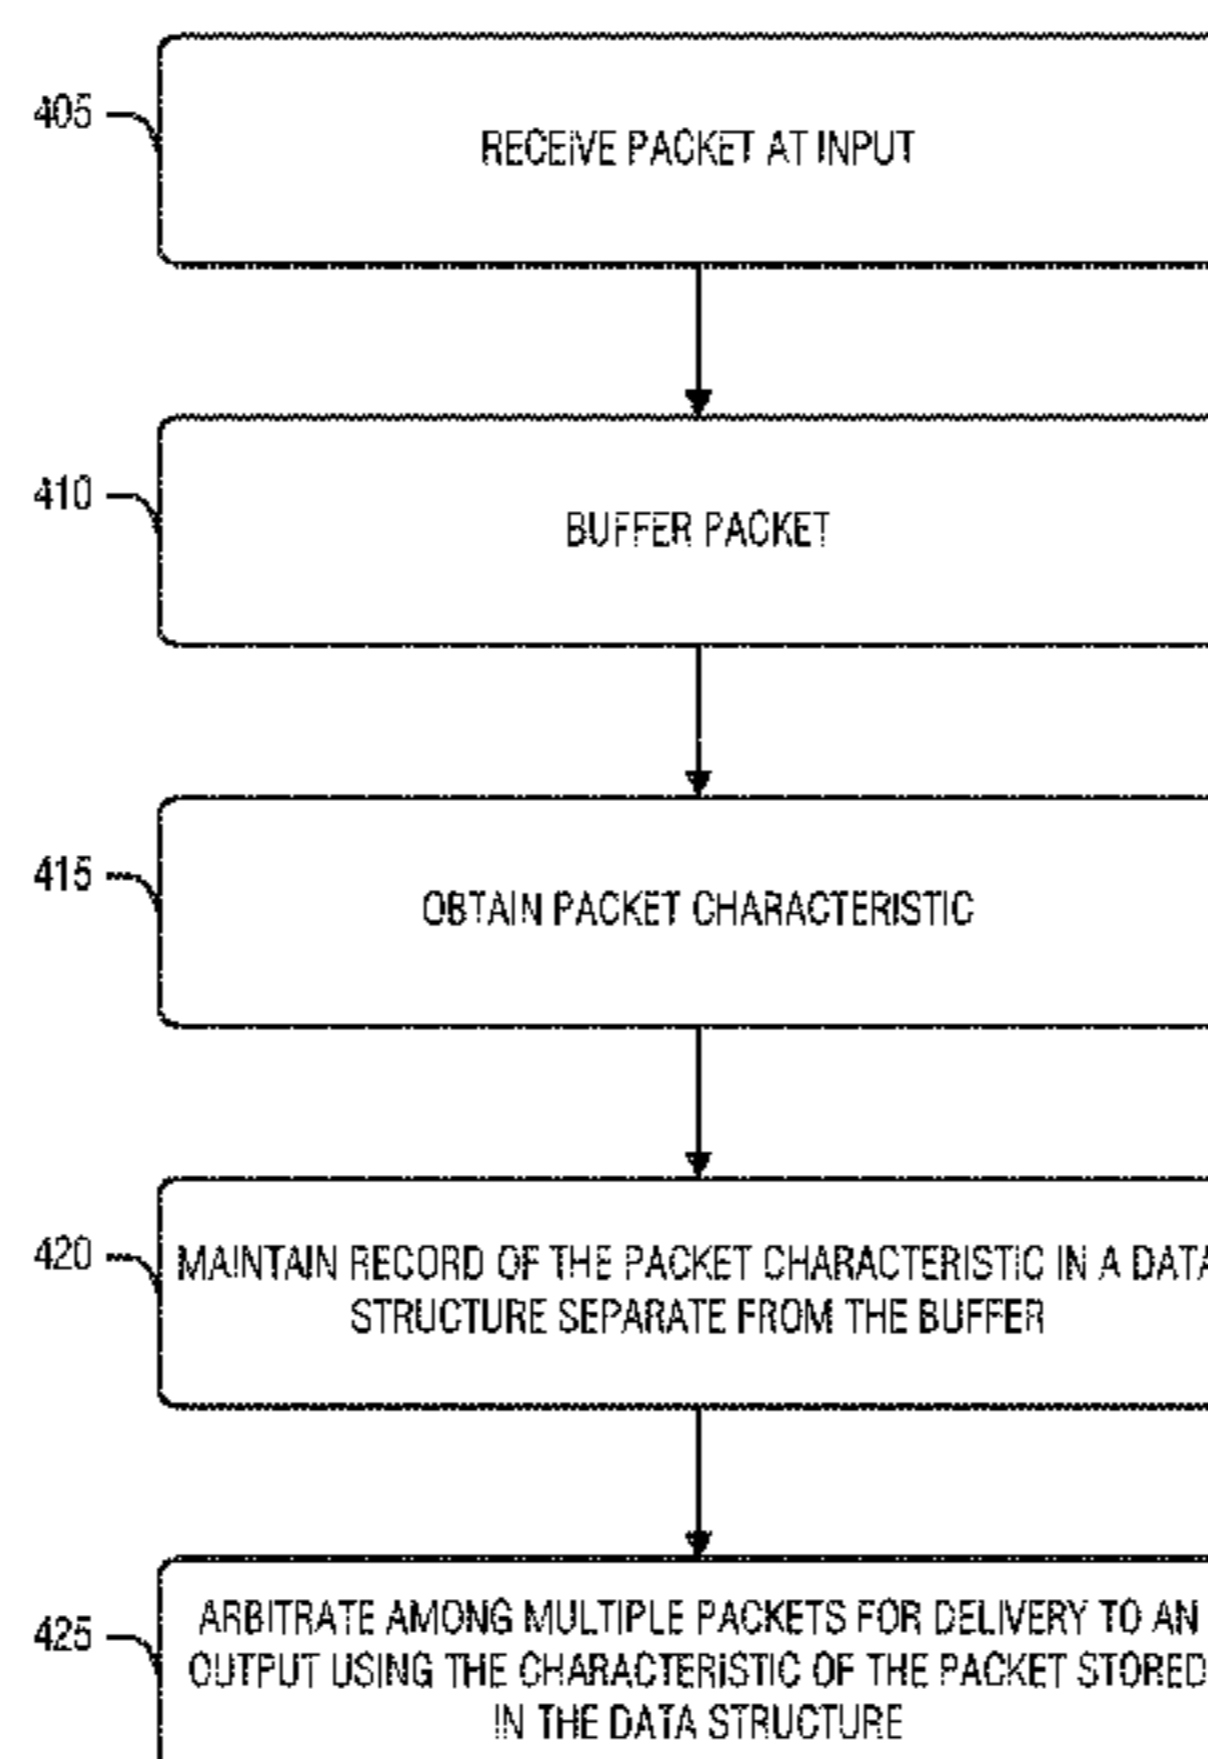 405
RECEIVE PACKET AT INPUT
410
BUFFER PACKET
415
OBTAIN PACKET CHARACTERISTIC
420
MAINTAIN RECORD OF THE PACKET CHARACTERISTIC IN A DATA
STRUCTURE SEPARATE FROM THE BUFFER
425
ARBITRATE AMONG MULTIPLE PACKETS FOR DELIVERY TO AN
OUTPUT USING THE CHARACTERISTIC OF THE PACKET STORED
IN THE DATA STRUCTURE